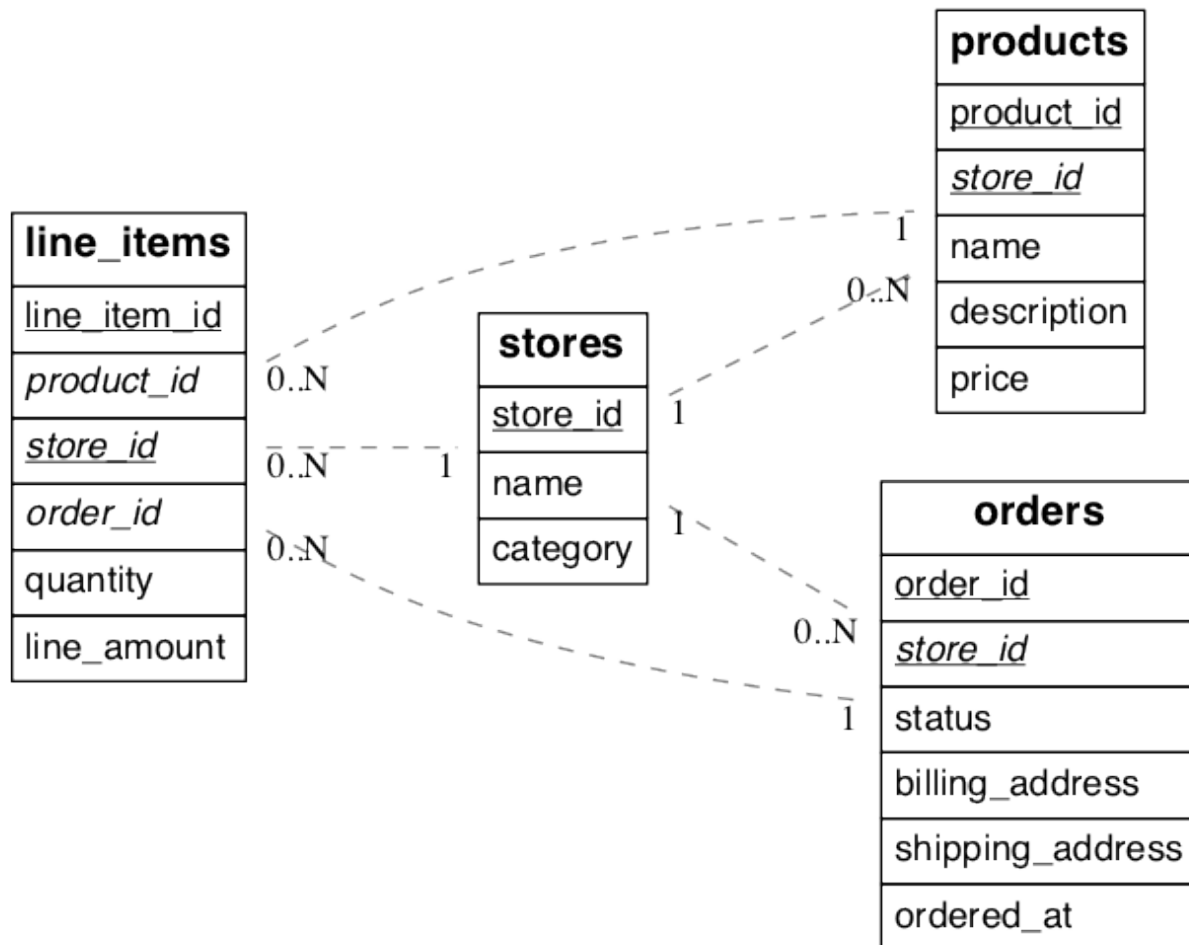 products
product_id
store_id
name
description
price
line_items
line_item_id
product_id
store_id
order_id
quantity
line_amount
stores
store_id
name
category
orders
order_id
store_id
status
billing_address
shipping_address
ordered_at
1
0..N
0..N
1
0..N
1
1
0..N
0..N
1